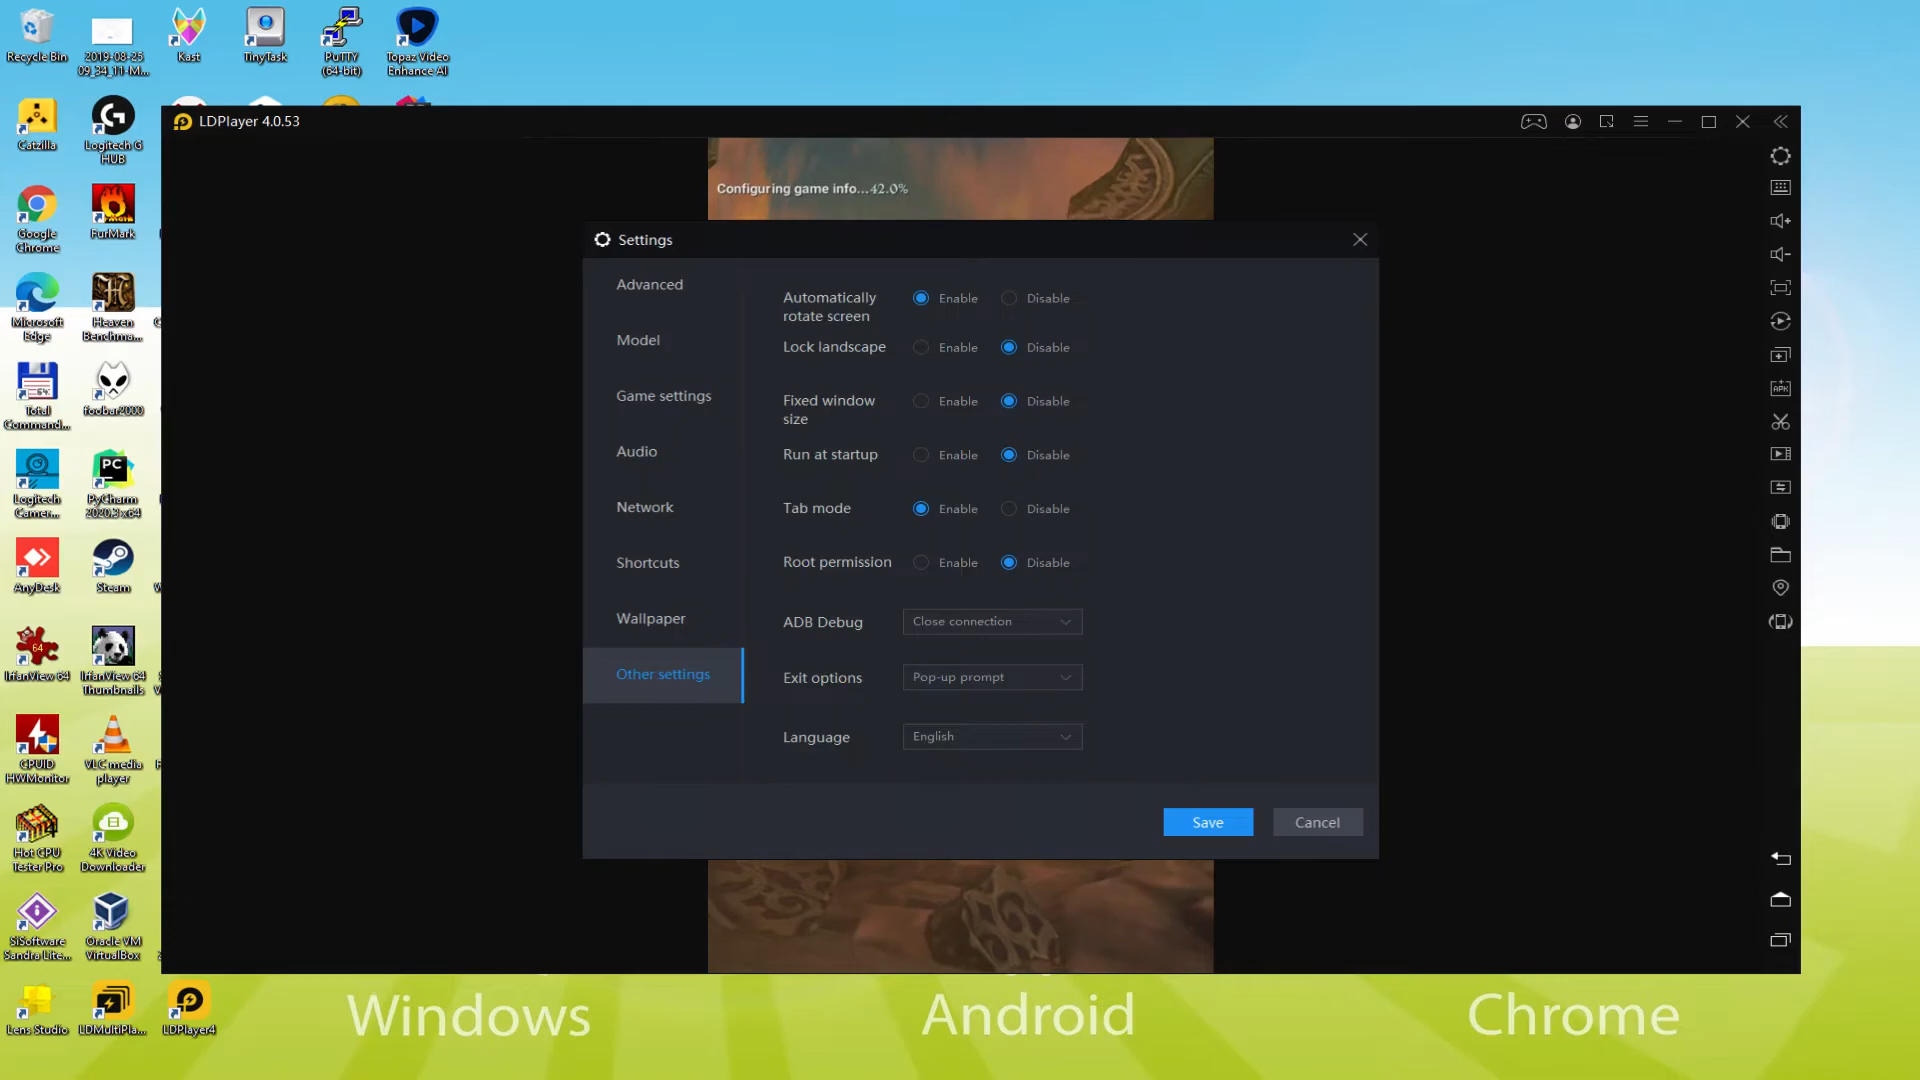 Recycle Bin
2019-08-25
09_34_11-M...
Kast
TinyTask
PuTTY
(64-bit)
Topaz Video
Enhance AI
Catzilla
Logitech G
HUB
Google
Chrome
FurMark
Microsoft
Edge
Heaven
Benchma...
Total
Command...
foobar2000
Logitech
Camer...
PyCharm
2020.3 x64
AnyDesk
Steam
IrfanView 64
IrfanView 64
Thumbnails
CPUID
HWMonitor
VLC media
player
Hot CPU
Tester Pro
4K Video
Downloader
SiSoftware
Sandra Lite...
Oracle VM
VirtualBox
Lens Studio
LDMultiPla...
LDPlayer4
LDPlayer 4.0.53
Configuring game info...42.0%
Settings
Advanced
Model
Game settings
Audio
Network
Shortcuts
Wallpaper
Other settings
Automatically
rotate screen
Enable Disable
Lock landscape Enable Disable
Fixed window
size
Enable Disable
Run at startup Enable Disable
Tab mode Enable Disable
Root permission Enable Disable
ADB Debug Close connection
Exit options Pop-up prompt
Language English
Save Cancel
Windows Android Chrome